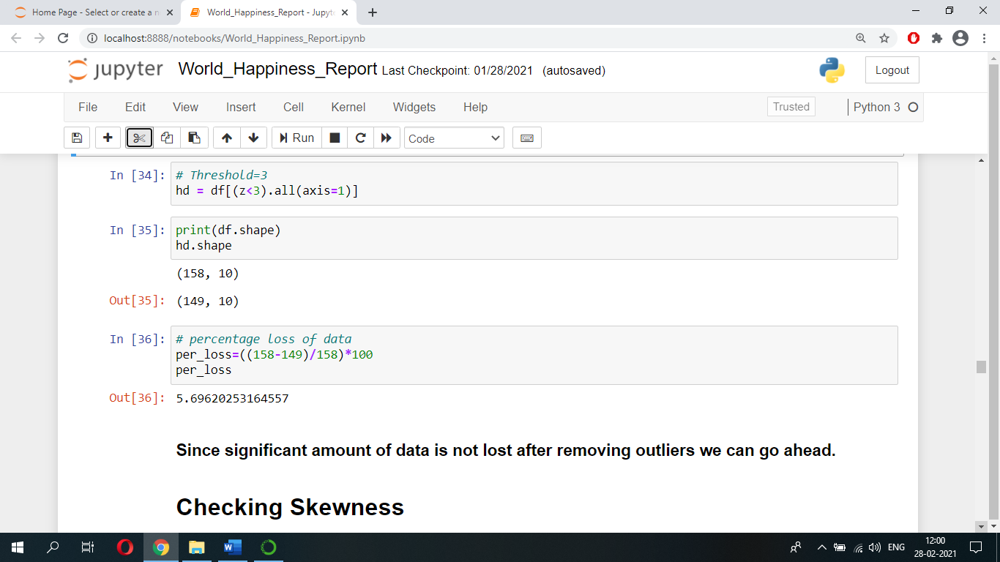 Home Page - Select or create a n
World_Happiness_Report - Jupyte
localhost:8888/notebooks/World_Happiness_Report.ipynb
jupyter World_Happiness_Report Last Checkpoint: 01/28/2021 (autosaved)
Logout
File Edit View Insert Cell Kernel Widgets Help
Trusted
Python 3
Run
Code
In [34]: # Threshold=3
hd = df[(z<3).all(axis=1)]
In [35]: print(df.shape)
hd.shape
(158, 10)
Out[35]: (149, 10)
In [36]: # percentage loss of data
per_loss=((158-149)/158)*100
per_loss
Out[36]: 5.69620253164557
Since significant amount of data is not lost after removing outliers we can go ahead.
Checking Skewness
ENG
12:00
28-02-2021